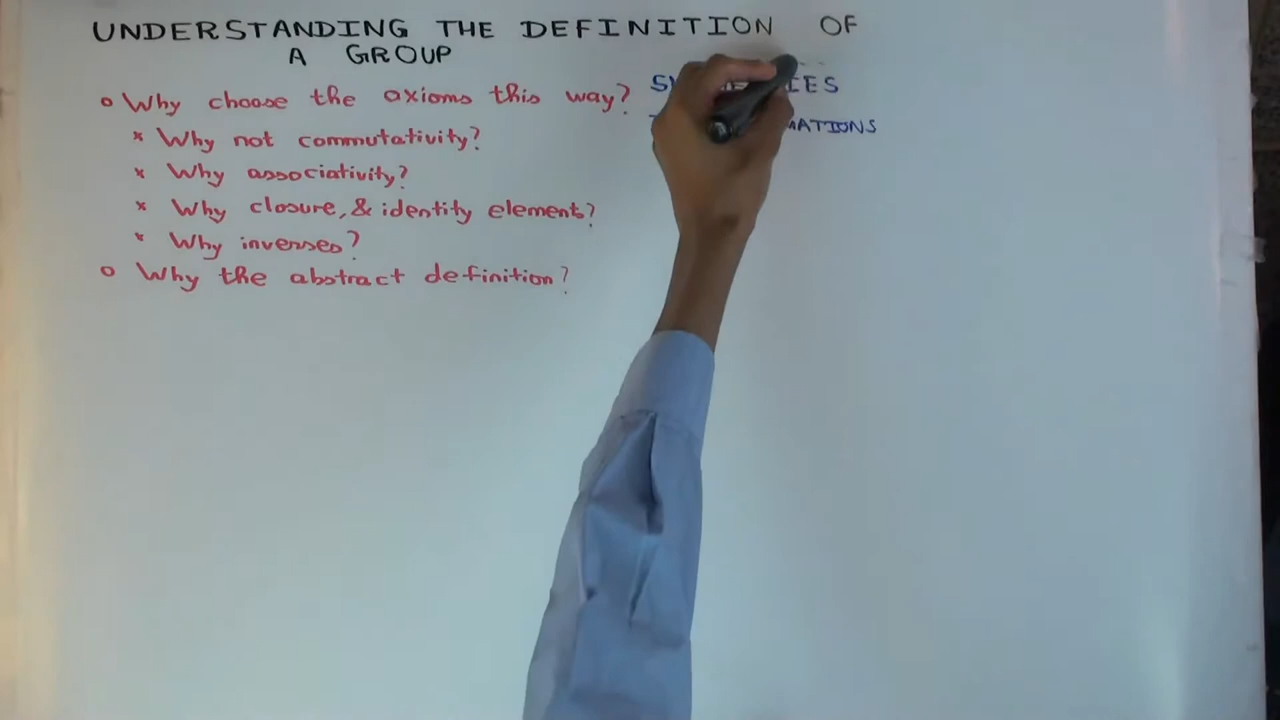 UNDERSTANDING THE DEFINITION OF
A GROUP
o Why choose the axioms this way?
* Why not commutativity?
* Why associativity?
* Why closure, & identity element?
* Why inverses?
o Why the abstract definition?